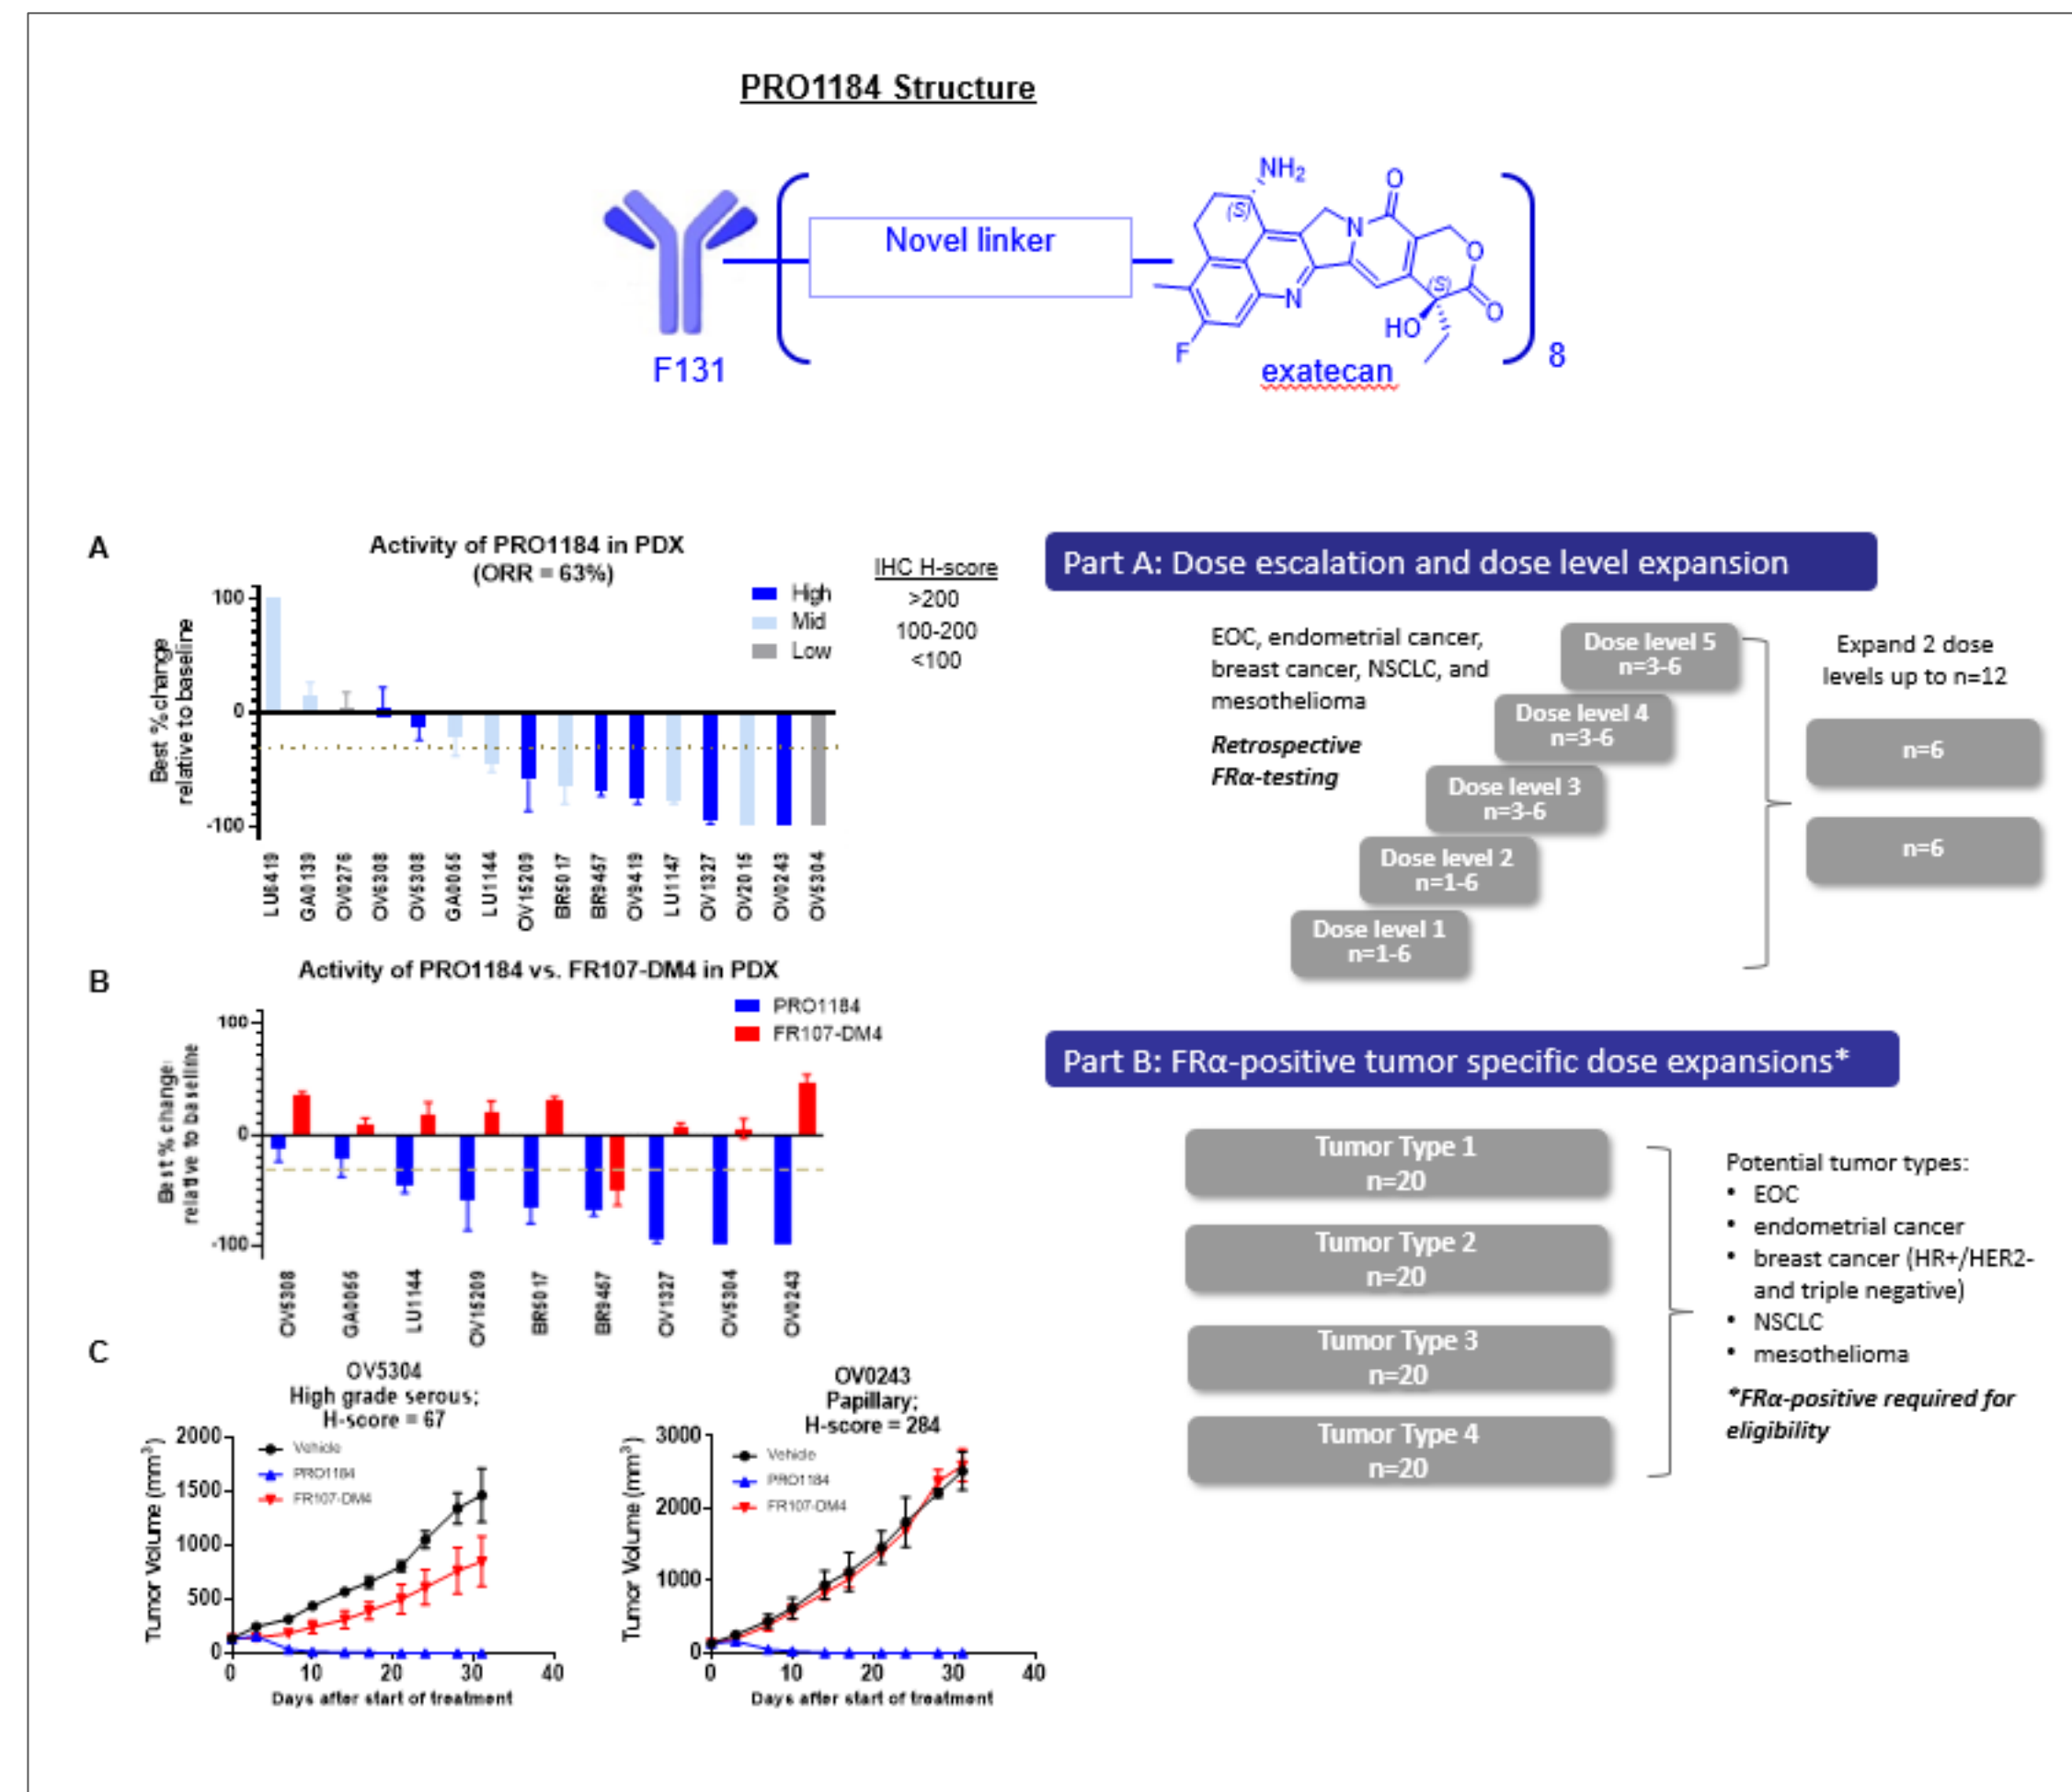 PRO1184 Structure
F131
Novel linker
NH2
(S)
O
N
O
(S)
O
HO
N
F
exatecan
8
A
Activity of PRO1184 in PDX
(ORR = 63%)
High
Mid
Low
IHC H-score
>200
100-200
<100
Best % change
relative to baseline
100
0
-100
LU6419
GA0139
OV0276
OV6308
OV5308
GA0055
LU1144
OV15209
BR5017
BR9457
OV9419
LU1147
OV1327
OV2015
OV0243
OV5304
B
Activity of PRO1184 vs. FR107-DM4 in PDX
PRO1184
FR107-DM4
Best % change
relative to baseline
100
0
-100
OV5308
GA0055
LU1144
OV15209
BR5017
BR9457
OV1327
OV5304
OV0243
C
OV5304
High grade serous;
H-score = 67
Vehicle
PRO1184
FR107-DM4
Tumor Volume (mm3)
2000
1500
1000
500
0
0 10 20 30 40
Days after start of treatment
OV0243
Papillary;
H-score = 284
Vehicle
PRO1184
FR107-DM4
Tumor Volume (mm3)
3000
2000
1000
0
0 10 20 30 40
Days after start of treatment
Part A: Dose escalation and dose level expansion
EOC, endometrial cancer,
breast cancer, NSCLC, and
mesothelioma
Retrospective
FRα-testing
Dose level 5
n=3-6
Dose level 4
n=3-6
Dose level 3
n=3-6
Dose level 2
n=1-6
Dose level 1
n=1-6
Expand 2 dose
levels up to n=12
n=6
n=6
Part B: FRα-positive tumor specific dose expansions*
Tumor Type 1
n=20
Tumor Type 2
n=20
Tumor Type 3
n=20
Tumor Type 4
n=20
Potential tumor types:
• EOC
• endometrial cancer
• breast cancer (HR+/HER2-
and triple negative)
• NSCLC
• mesothelioma
*FRα-positive required for
eligibility